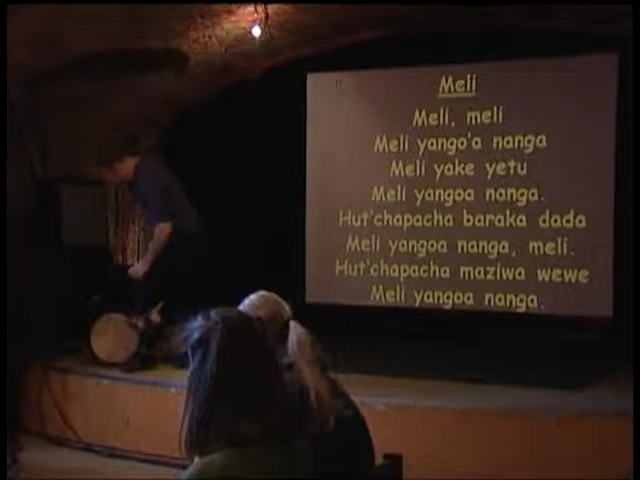 Meli
Meli, meli
Meli yango'a nanga
Meli yake yetu
Meli yangoa nanga.
Hut'chapacha baraka dada
Meli yangoa nanga, meli.
Hut'chapacha maziwa wewe
Meli yangoa nanga.